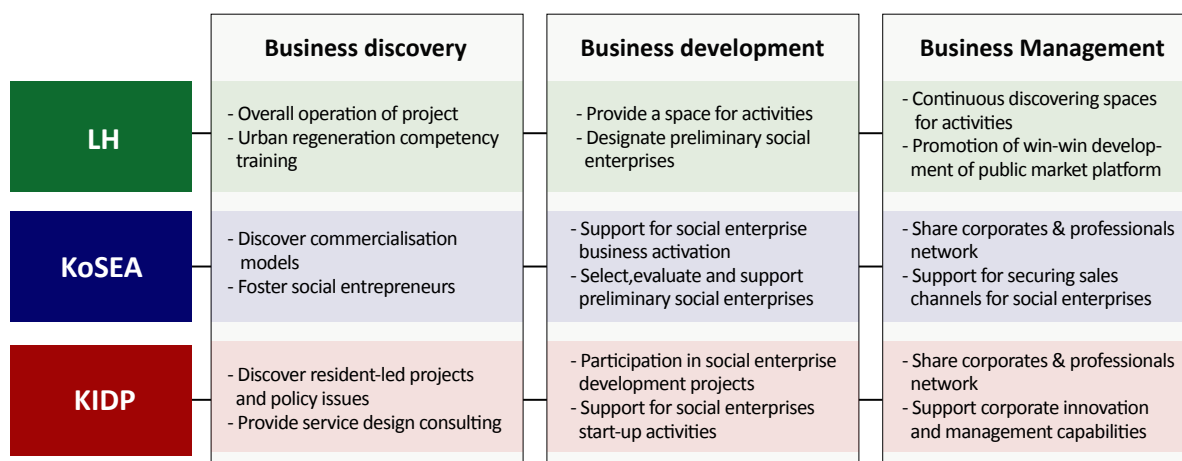 Business discovery
Business development
Business Management
LH
- Overall operation of project
- Urban regeneration competency
training
- Provide a space for activities
- Designate preliminary social
enterprises
- Continuous discovering spaces
for activities
- Promotion of win-win develop-
ment of public market platform
KoSEA
- Discover commercialisation
models
- Foster social entrepreneurs
- Support for social enterprise
business activation
- Select,evaluate and support
preliminary social enterprises
- Share corporates & professionals
network
- Support for securing sales
channels for social enterprises
KIDP
- Discover resident-led projects
and policy issues
- Provide service design consulting
- Participation in social enterprise
development projects
- Support for social enterprises
start-up activities
- Share corporates & professionals
network
- Support corporate innovation
and management capabilities